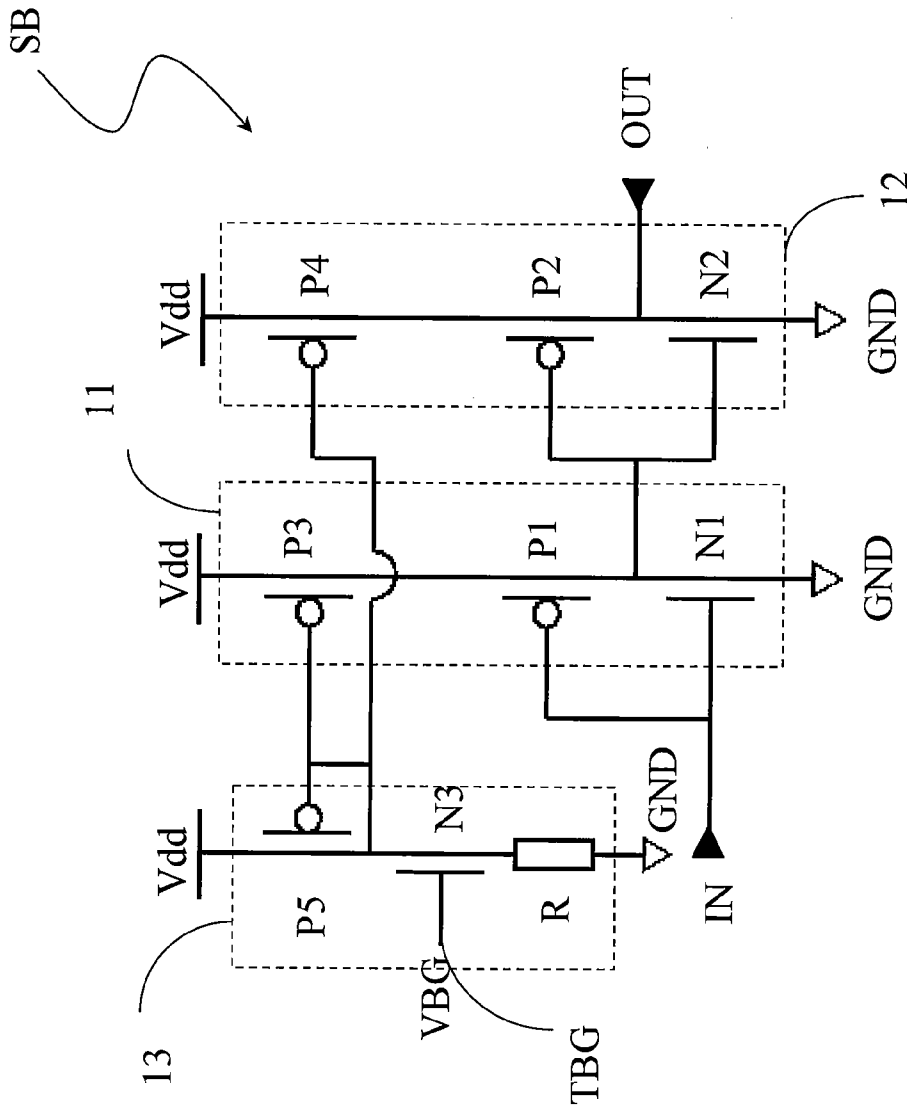 SB
11
Vdd
Vdd
Vdd
P5
P3
P4
13
N3
VBG
TBG
R
GND
P1
P2
OUT
IN
N1
N2
GND
GND
12